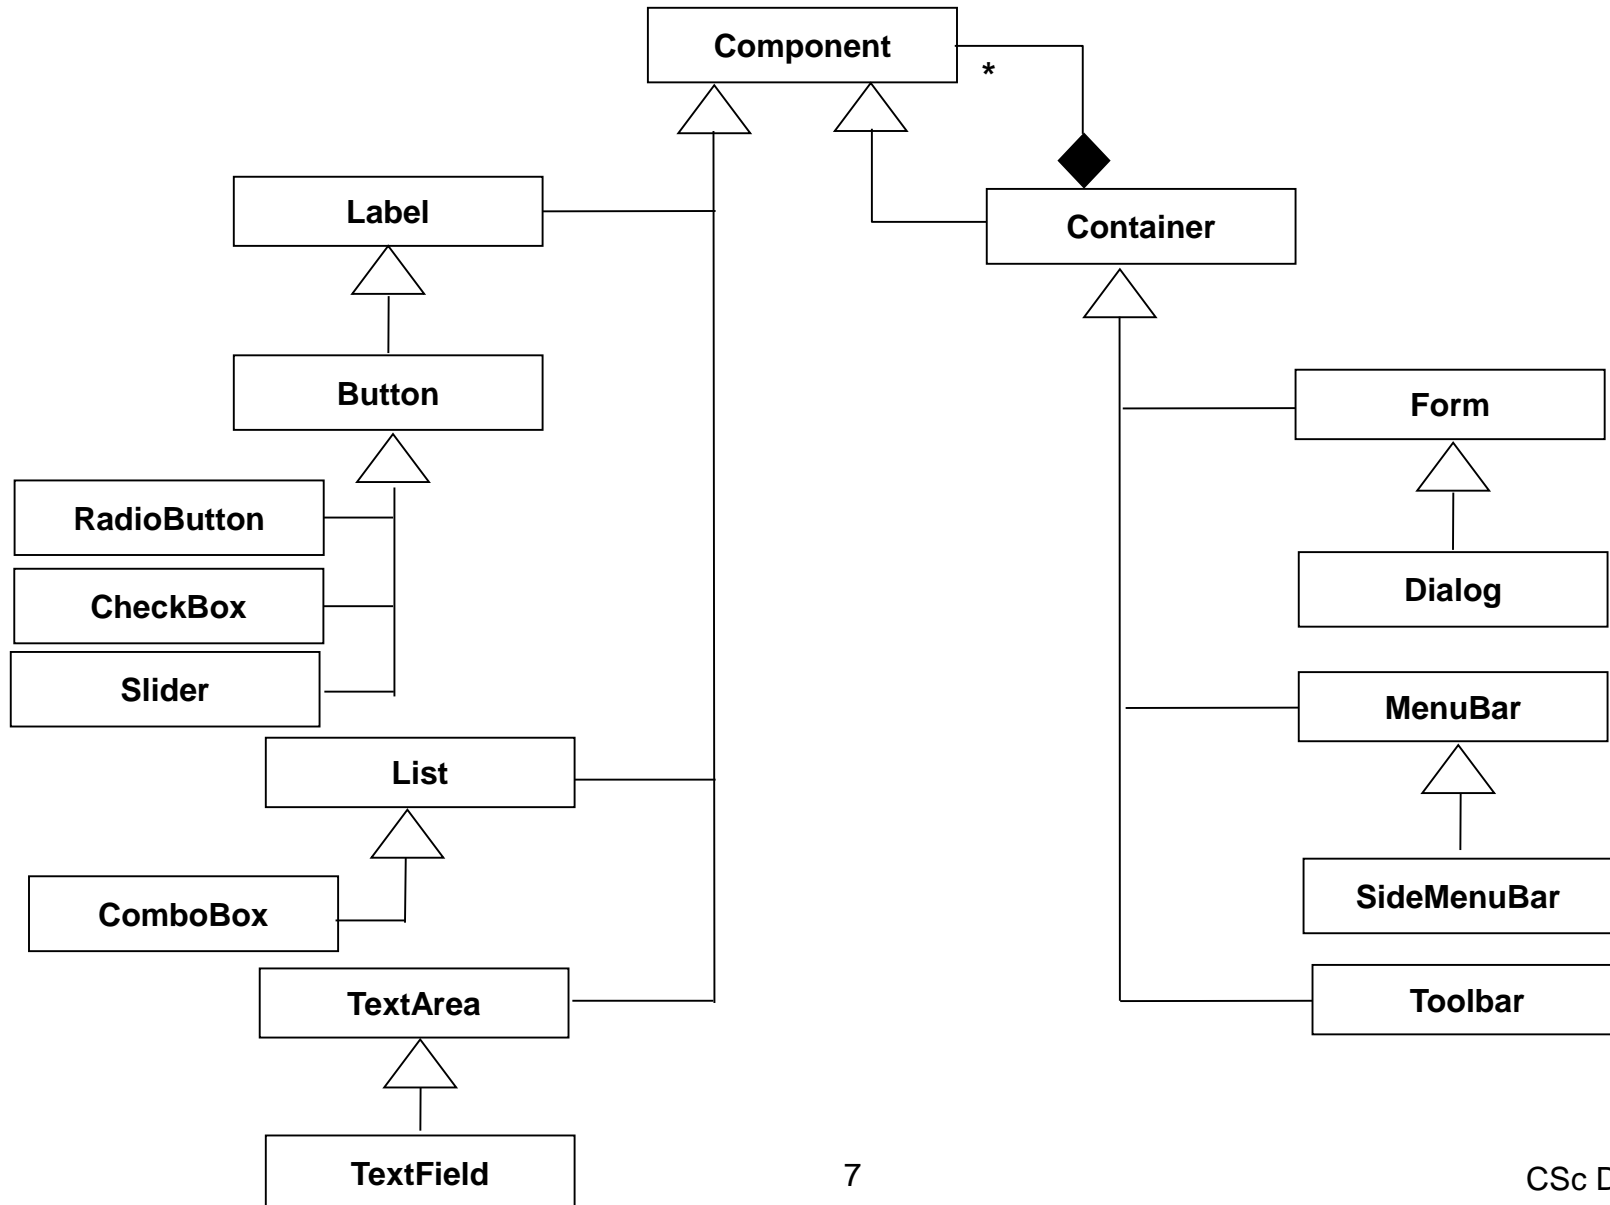 Component
*
Label
Container
Button
Form
RadioButton
CheckBox
Dialog
Slider
MenuBar
List
SideMenuBar
ComboBox
TextArea
Toolbar
TextField
7
CSc D